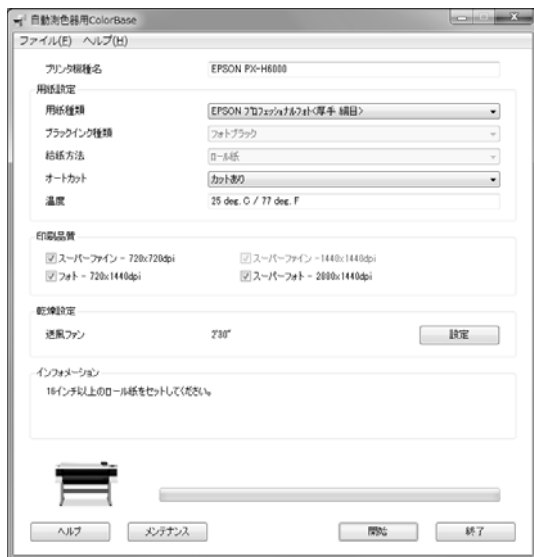 自動測色器用ColorBase
ファイル(F) ヘルプ(H)
プリンタ機種名 EPSON PX-H6000
用紙設定
用紙種類 EPSON プロフェッショナルフォト<厚手 絹目>
ブラックインク種類 フォトブラック
給紙方法 ロール紙
オートカット カットあり
温度 25 deg. C / 77 deg. F
印刷品質
スーパーファイン - 720x720dpi スーパーファイン -1440x1440dpi
フォト - 720x1440dpi スーパーフォト - 2880x1440dpi
乾燥設定
送風ファン 2'30" 設定
インフォメーション
16インチ以上のロール紙をセットしてください。
ヘルプ メンテナンス 開始 終了